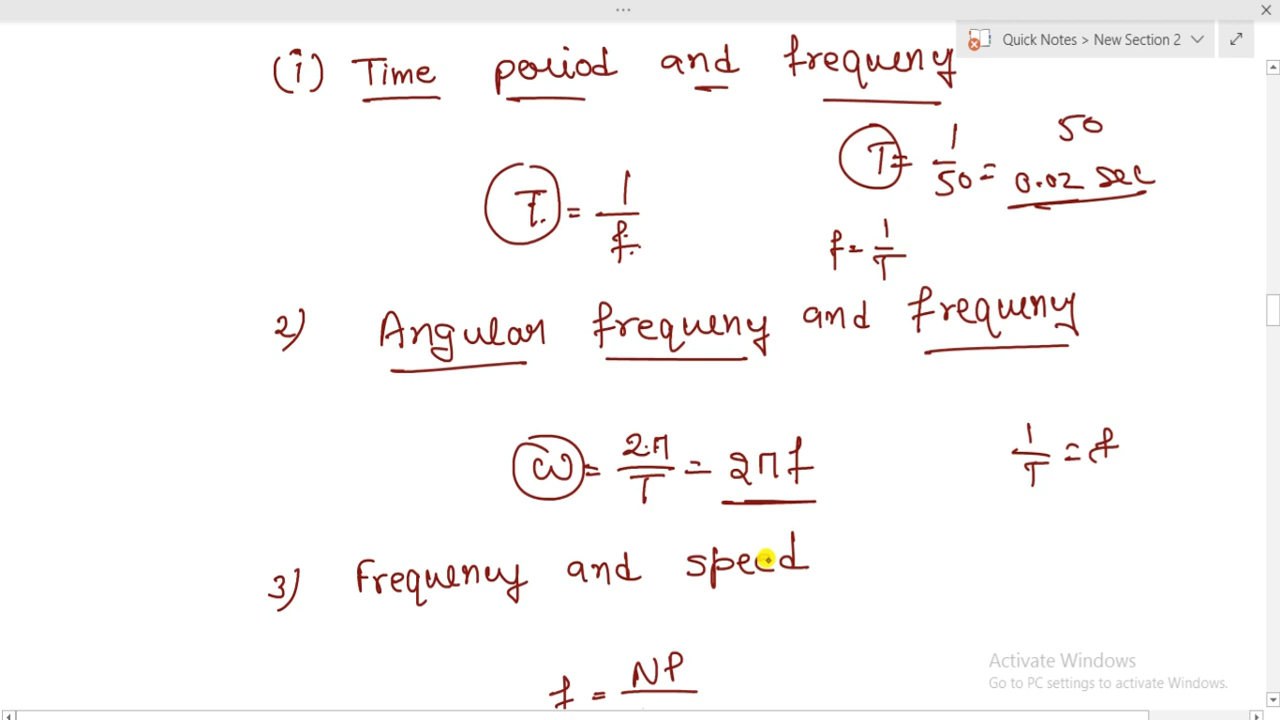 ...
Quick Notes > New Section 2
(i) Time period and frequeny
50
T = 1/50 = 0.02 sec
T = 1/f
f = 1/T
2) Angular frequeny and frequeny
ω = 2π/T = 2πf
1/T = f
3) Frequency and speed
f = NP
Activate Windows
Go to PC settings to activate Windows.